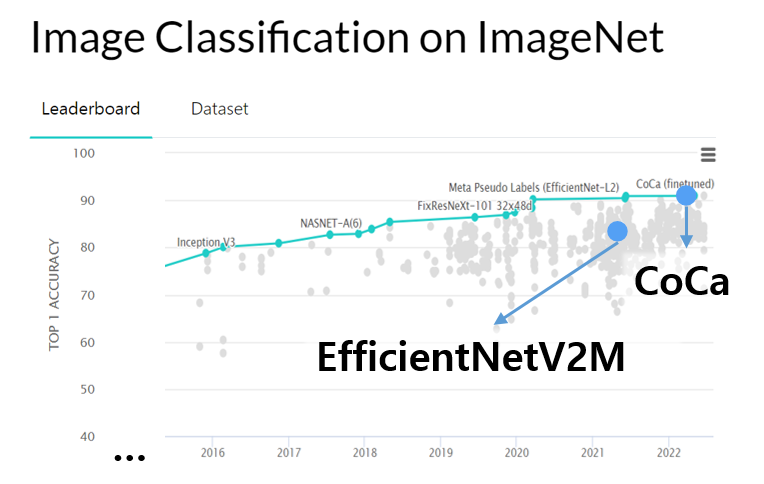 Image Classification on ImageNet
Leaderboard
Dataset
100
90
80
70
60
50
40
TOP 1 ACCURACY
Inception V3
NASNET-A(6)
FixResNeXt-101 32x48d
Meta Pseudo Labels (EfficientNet-L2)
CoCa (finetuned)
CoCa
EfficientNetV2M
...
2016
2017
2018
2019
2020
2021
2022